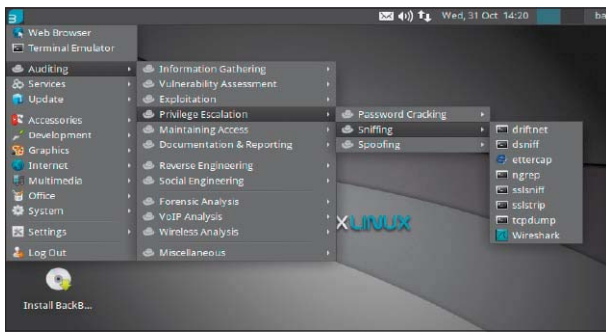 Wed, 31 Oct 14:20
ba
Web Browser
Terminal Emulator
Auditing
Services
Update
Accessories
Development
Graphics
Internet
Multimedia
Office
System
Settings
Log Out
Information Gathering
Vulnerability Assessment
Exploitation
Privilege Escalation
Maintaining Access
Documentation & Reporting
Reverse Engineering
Social Engineering
Forensic Analysis
VoIP Analysis
Wireless Analysis
Miscellaneous
Password Cracking
Sniffing
Spoofing
driftnet
dsniff
ettercap
ngrep
sslsniff
sslstrip
tcpdump
Wireshark
XLINUX
Install BackB...